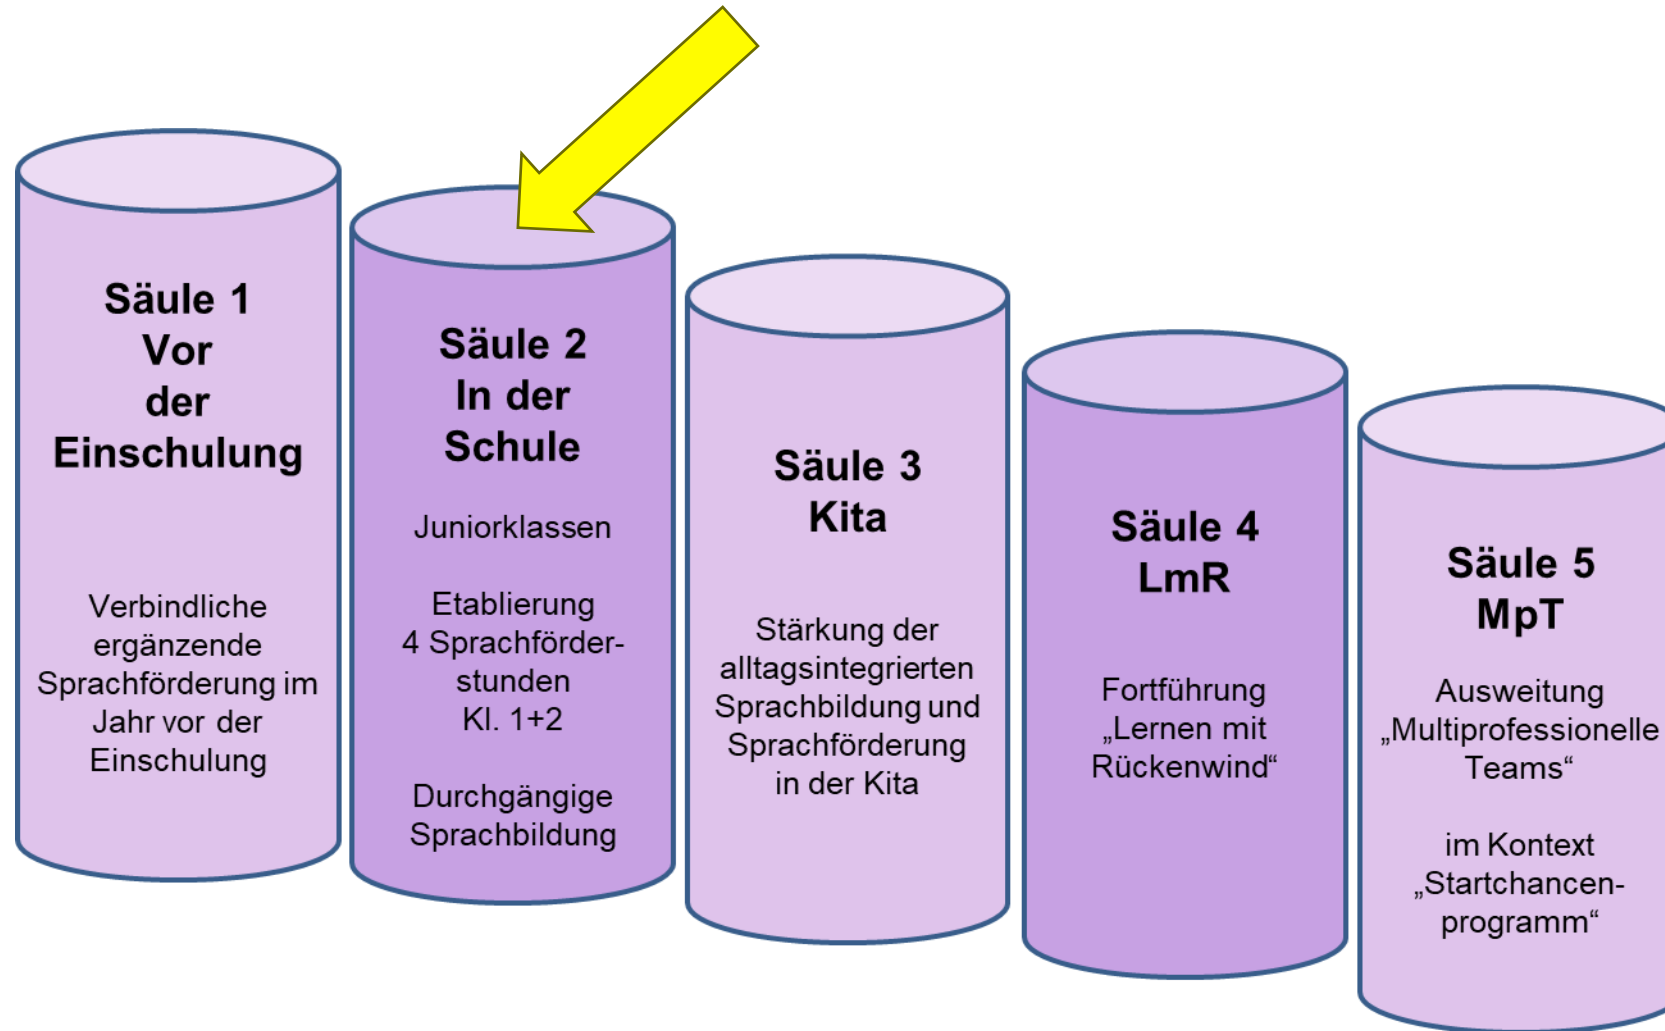 Säule 1
Vor
der
Einschulung
Verbindliche
ergänzende
Sprachförderung im
Jahr vor der
Einschulung
Säule 2
In der
Schule
Juniorklassen
Etablierung
4 Sprachförder-
stunden
Kl. 1+2
Durchgängige
Sprachbildung
Säule 3
Kita
Stärkung der
alltagsintegrierten
Sprachbildung und
Sprachförderung
in der Kita
Säule 4
LmR
Fortführung
„Lernen mit
Rückenwind“
Säule 5
MpT
Ausweitung
„Multiprofessionelle
Teams“
im Kontext
„Startchancen-
programm“